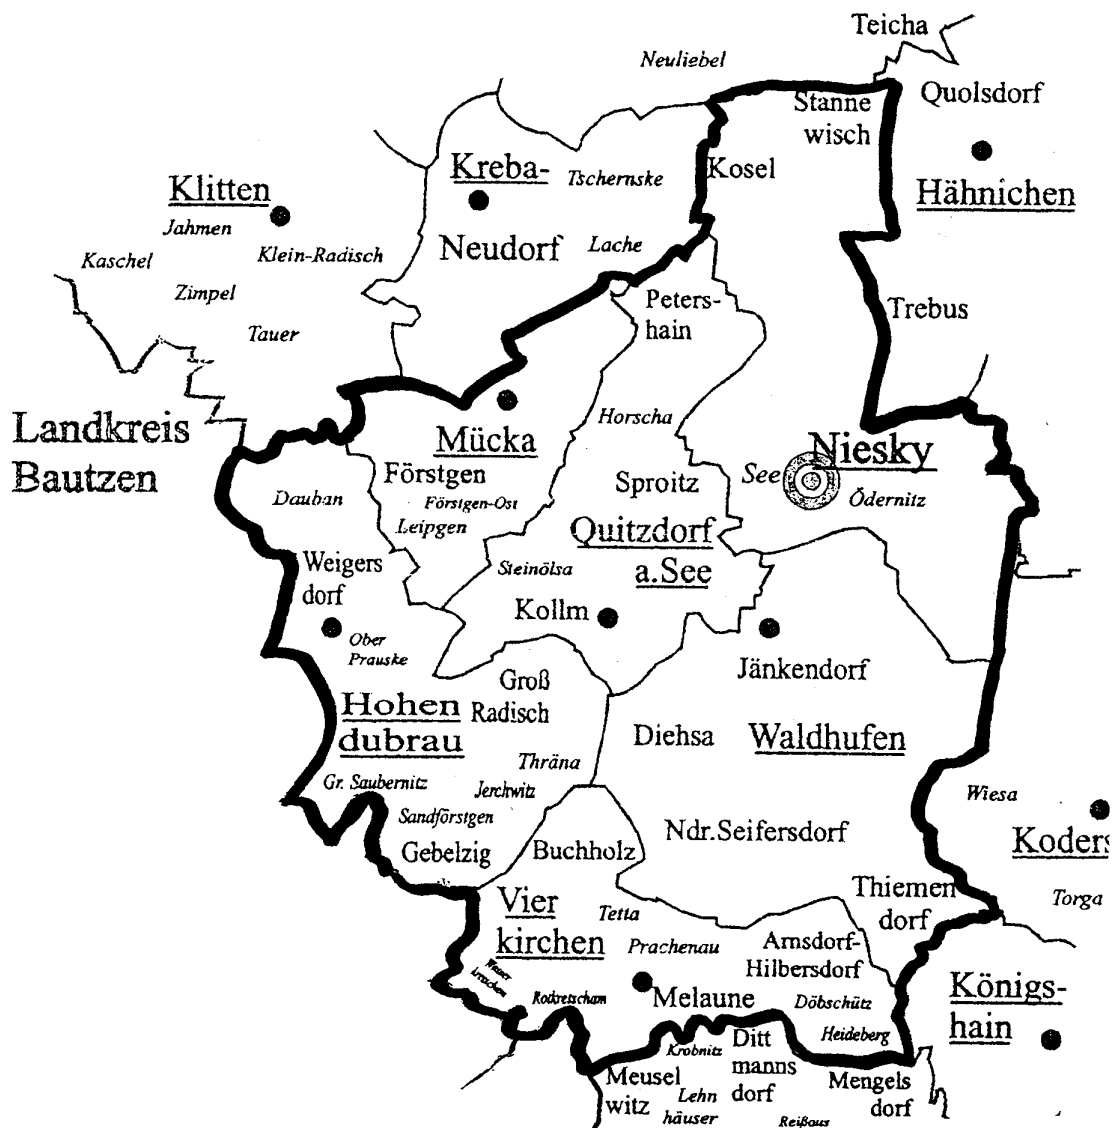 Teicha
Neuliebel
Quolsdorf
Stanne
wisch
Kreba-
Tschernske
Kosel
Klitten
Hähnichen
Jahmen
Neudorf
Lache
Klein-Radisch
Kaschel
Zimpel
Peters-
hain
Trebus
Tauer
Landkreis
Bautzen
Horscha
Mücka
Niesky
Förstgen
Sproitz
See
Dauban
Förstgen-Ost
Ödernitz
Leipgen
Quitzdorf
a.See
Weigers
dorf
Steinölsa
Kollm
Ober
Prauske
Jänkendorf
Groß
Radisch
Hohen
dubrau
Diehsa
Waldhufen
Thräna
Gr. Saubernitz
Jerchwitz
Wiesa
Sandförstgen
Ndr.Seifersdorf
Koders
Gebelzig
Buchholz
Thiemen
dorf
Torga
Vier
kirchen
Tetta
Prachenau
Arnsdorf-
Hilbersdorf
Königs-
hain
Rotkretscham
Melaune
Döbschütz
Heideberg
Krobnitz
Ditt
manns
dorf
Meusel
witz
Lehn
häuser
Mengels
dorf
Reißaus